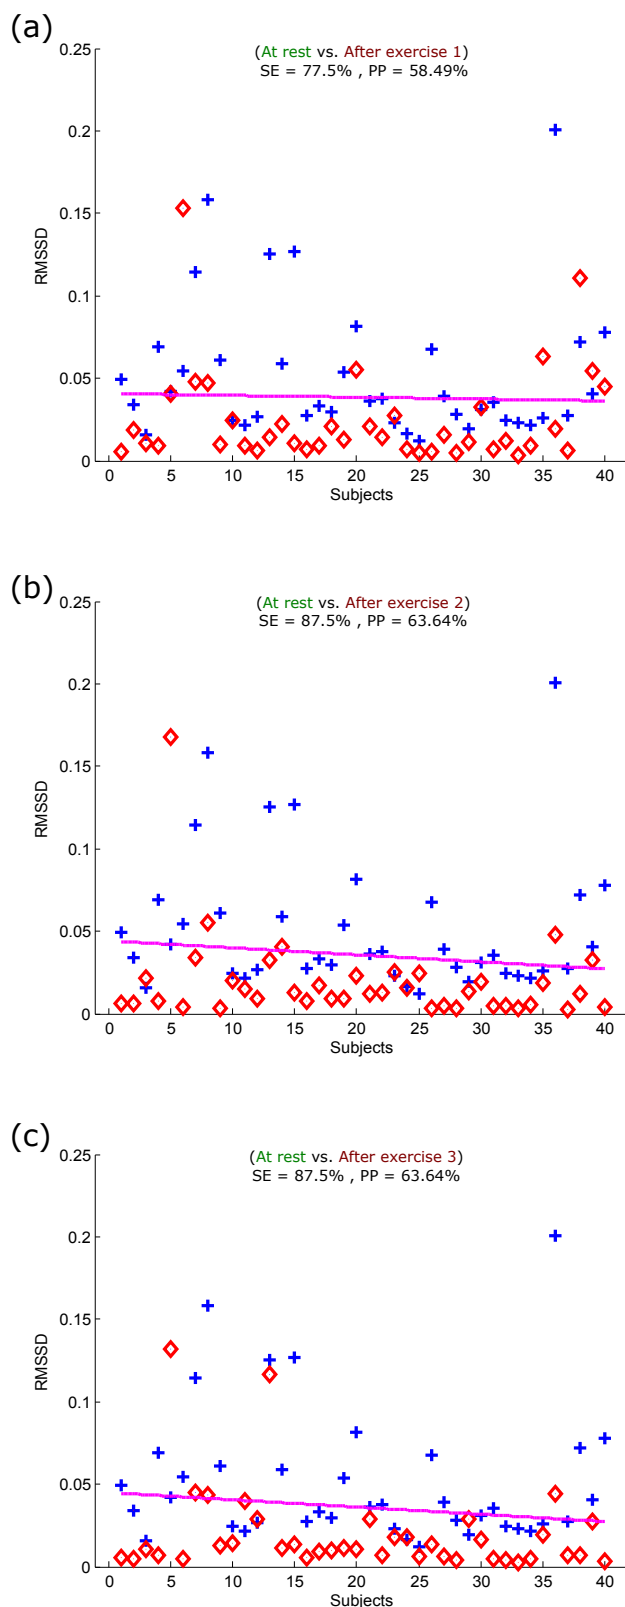 (a)
(At rest vs. After exercise 1)
SE = 77.5% , PP = 58.49%
0.25
0.2
0.15
0.1
0.05
0
RMSSD
0 5 10 15 20 25 30 35 40
Subjects
(b)
(At rest vs. After exercise 2)
SE = 87.5% , PP = 63.64%
0.25
0.2
0.15
0.1
0.05
0
RMSSD
0 5 10 15 20 25 30 35 40
Subjects
(c)
(At rest vs. After exercise 3)
SE = 87.5% , PP = 63.64%
0.25
0.2
0.15
0.1
0.05
0
RMSSD
0 5 10 15 20 25 30 35 40
Subjects